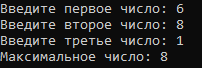 Введите первое число: 6
Введите второе число: 8
Введите третье число: 1
Максимальное число: 8